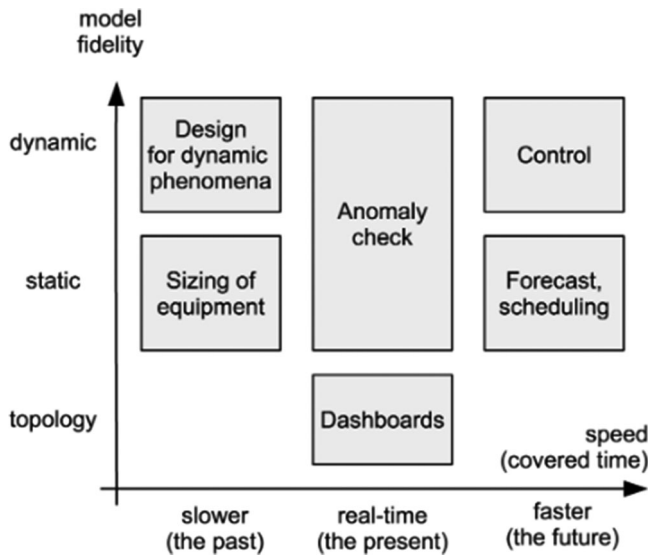 model
fidelity
dynamic
Design
for dynamic
phenomena
Anomaly
check
Control
static
Sizing of
equipment
Forecast,
scheduling
topology
Dashboards
speed
(covered time)
slower
(the past)
real-time
(the present)
faster
(the future)